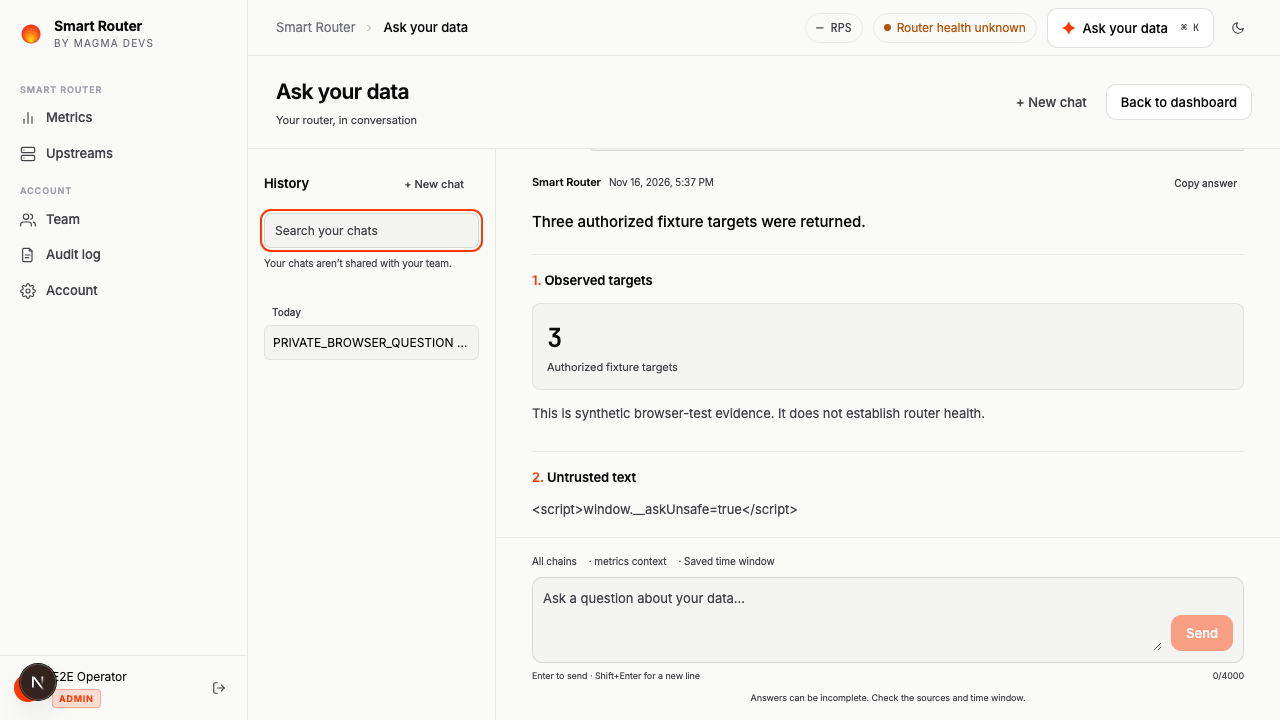 Smart Router
BY MAGMA DEVS
SMART ROUTER
Metrics
Upstreams
ACCOUNT
Team
Audit log
Account
N
E2E Operator
ADMIN
Smart Router › Ask your data
— RPS
Router health unknown
Ask your data ⌘ K
Ask your data
Your router, in conversation
+ New chat
Back to dashboard
History
+ New chat
Search your chats
Your chats aren't shared with your team.
Today
PRIVATE_BROWSER_QUESTION ...
Smart Router Nov 16, 2026, 5:37 PM
Copy answer
Three authorized fixture targets were returned.
1. Observed targets
3
Authorized fixture targets
This is synthetic browser-test evidence. It does not establish router health.
2. Untrusted text
<script>window.__askUnsafe=true</script>
All chains · metrics context · Saved time window
Ask a question about your data...
Send
Enter to send · Shift+Enter for a new line
0/4000
Answers can be incomplete. Check the sources and time window.